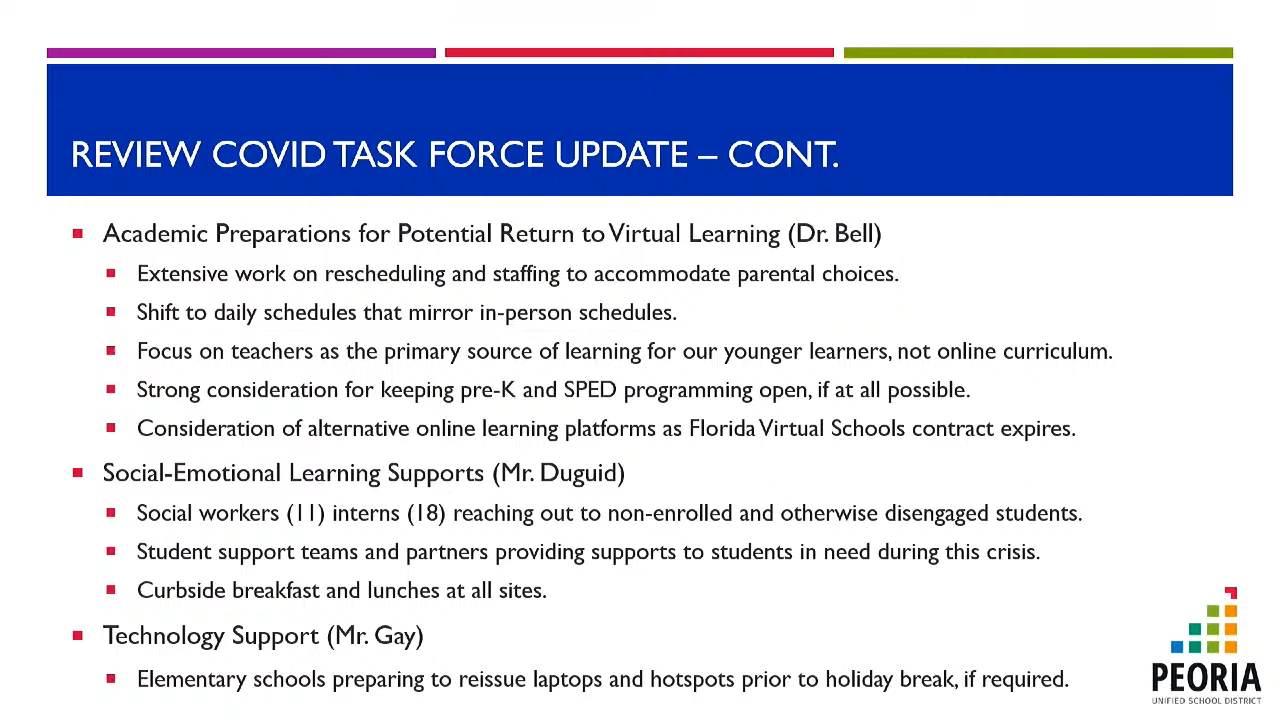 REVIEW COVID TASK FORCE UPDATE – CONT.
Academic Preparations for Potential Return to Virtual Learning (Dr. Bell)
Extensive work on rescheduling and staffing to accommodate parental choices.
Shift to daily schedules that mirror in-person schedules.
Focus on teachers as the primary source of learning for our younger learners, not online curriculum.
Strong consideration for keeping pre-K and SPED programming open, if at all possible.
Consideration of alternative online learning platforms as Florida Virtual Schools contract expires.
Social-Emotional Learning Supports (Mr. Duguid)
Social workers (11) interns (18) reaching out to non-enrolled and otherwise disengaged students.
Student support teams and partners providing supports to students in need during this crisis.
Curbside breakfast and lunches at all sites.
Technology Support (Mr. Gay)
Elementary schools preparing to reissue laptops and hotspots prior to holiday break, if required.
PEORIA
UNIFIED SCHOOL DISTRICT